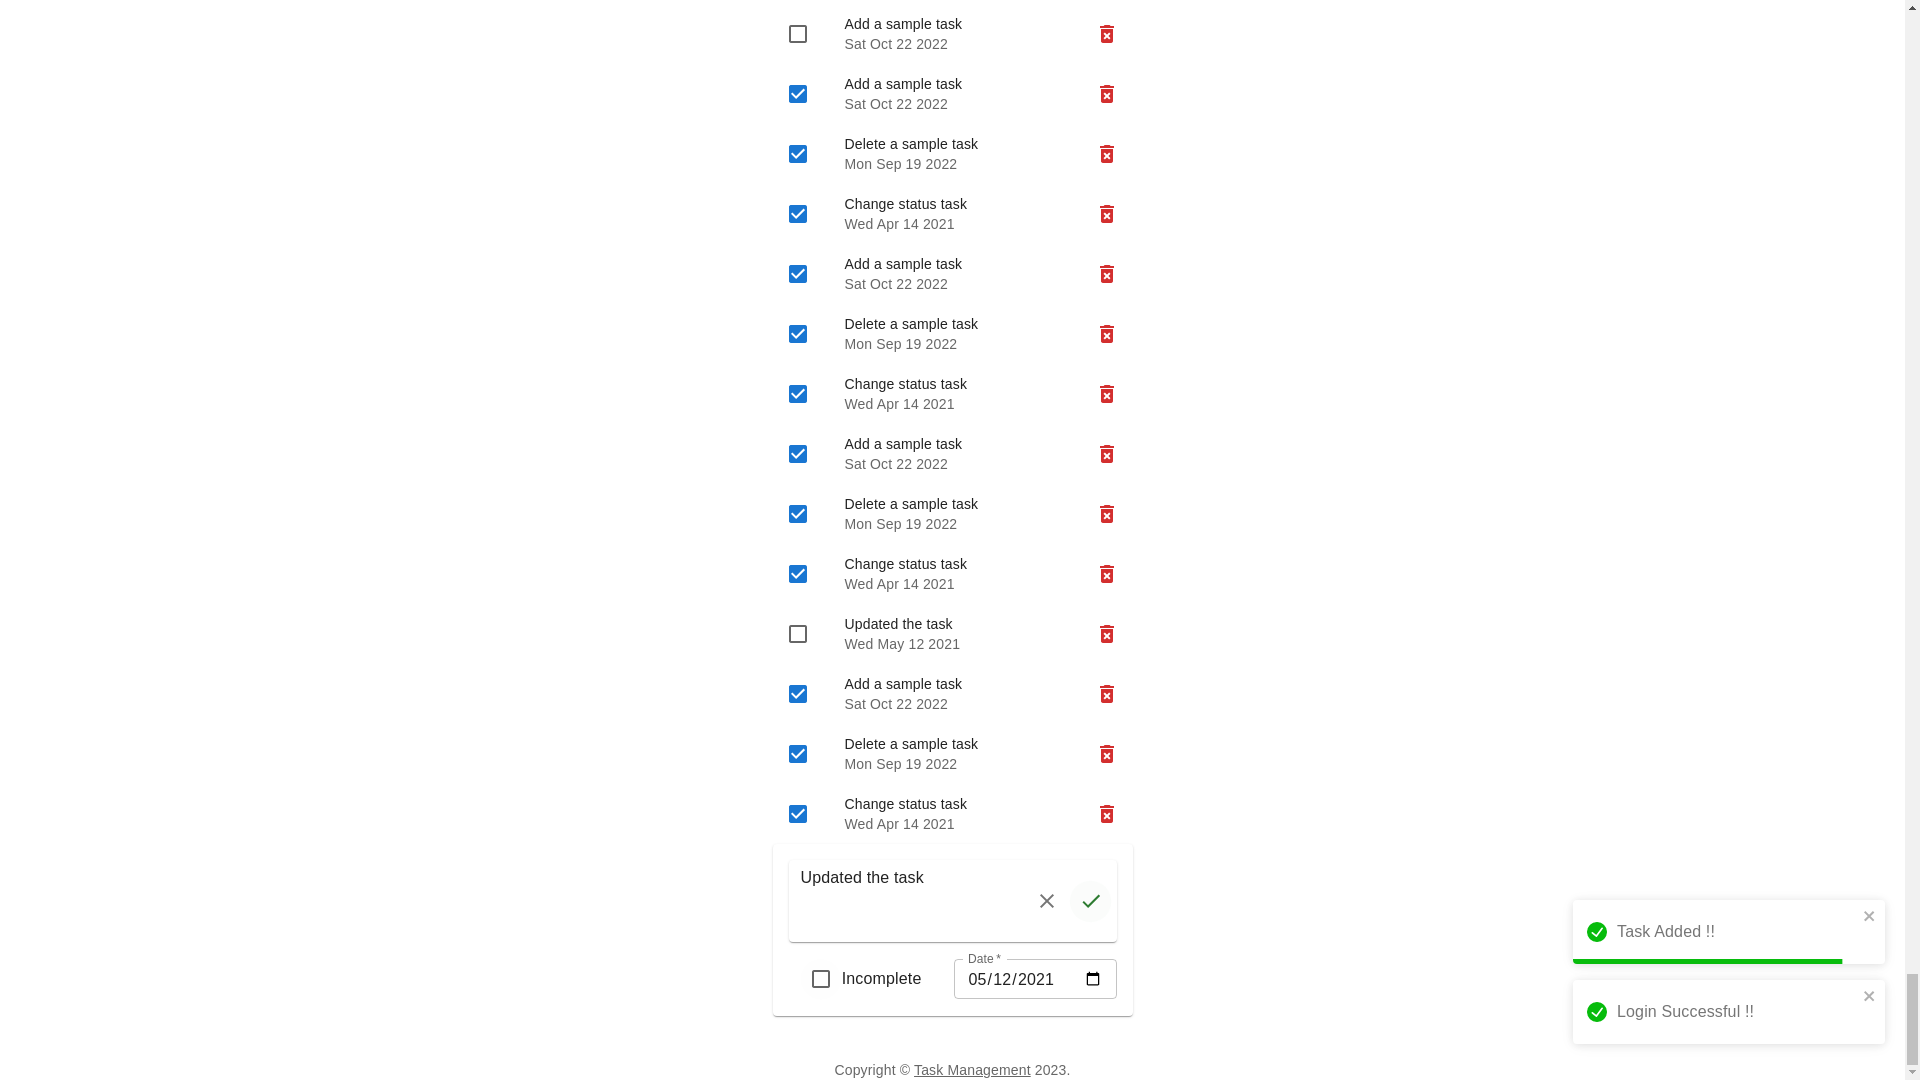 Add a sample task
Sat Oct 22 2022
Add a sample task
Sat Oct 22 2022
Delete a sample task
Mon Sep 19 2022
Change status task
Wed Apr 14 2021
Add a sample task
Sat Oct 22 2022
Delete a sample task
Mon Sep 19 2022
Change status task
Wed Apr 14 2021
Add a sample task
Sat Oct 22 2022
Delete a sample task
Mon Sep 19 2022
Change status task
Wed Apr 14 2021
Updated the task
Wed May 12 2021
Add a sample task
Sat Oct 22 2022
Delete a sample task
Mon Sep 19 2022
Change status task
Wed Apr 14 2021
Updated the task
Incomplete
Date *
05/12/2021
Task Added !!
Login Successful !!
Copyright © Task Management 2023.